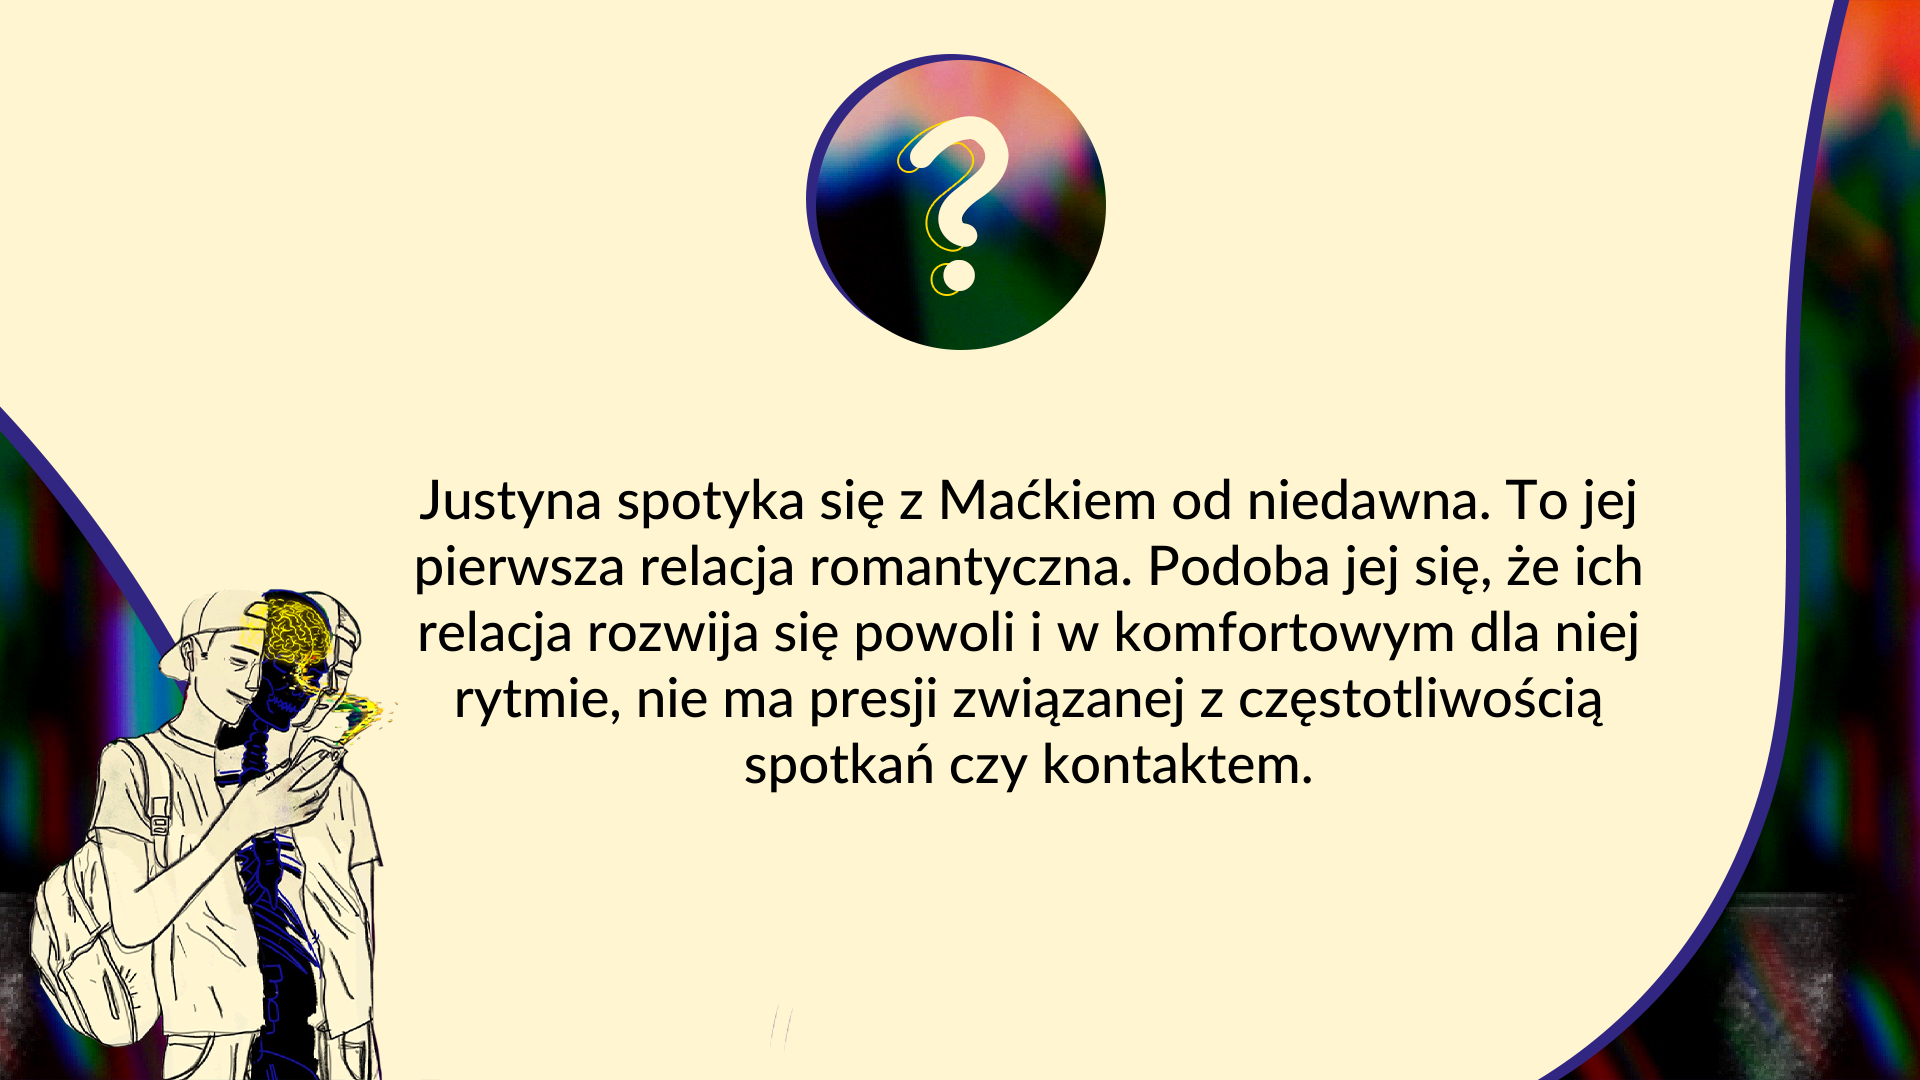 ?
Justyna spotyka się z Maćkiem od niedawna. To jej
pierwsza relacja romantyczna. Podoba jej się, że ich
relacja rozwija się powoli i w komfortowym dla niej
rytmie, nie ma presji związanej z częstotliwością
spotkań czy kontaktem.